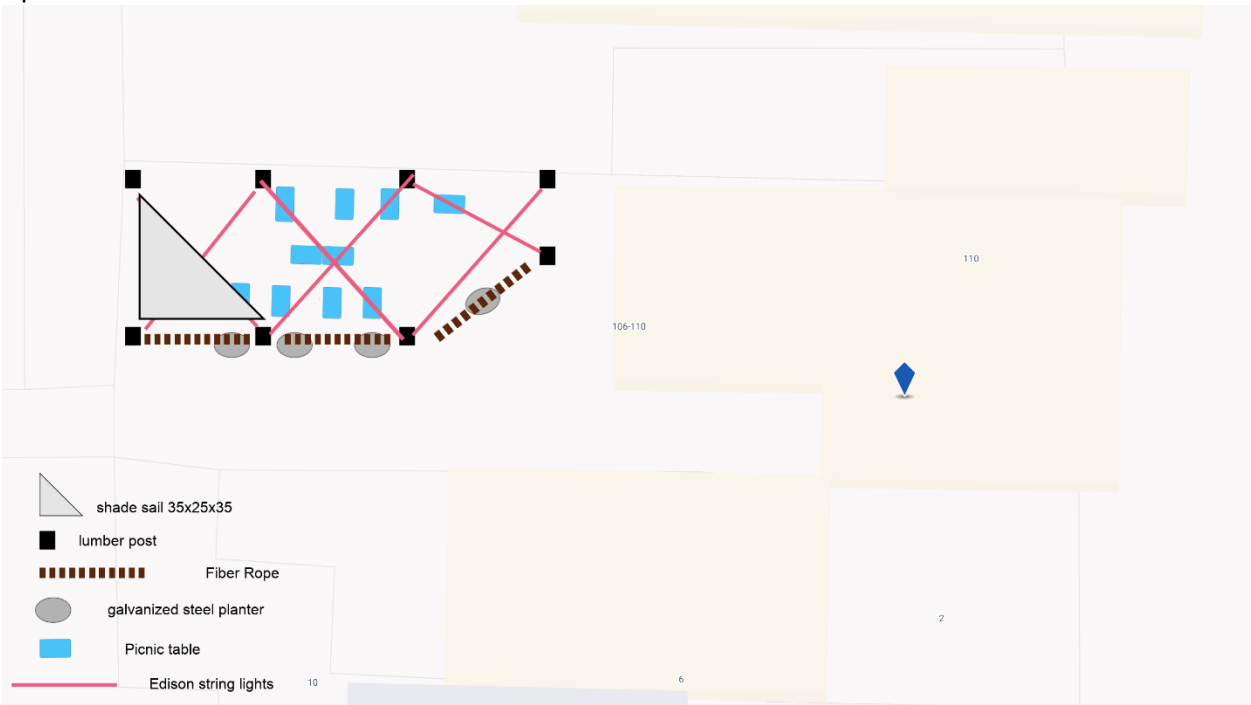 110
106-110
shade sail 35x25x35
lumber post
Fiber Rope
galvanized steel planter
2
Picnic table
6
Edison string lights
10